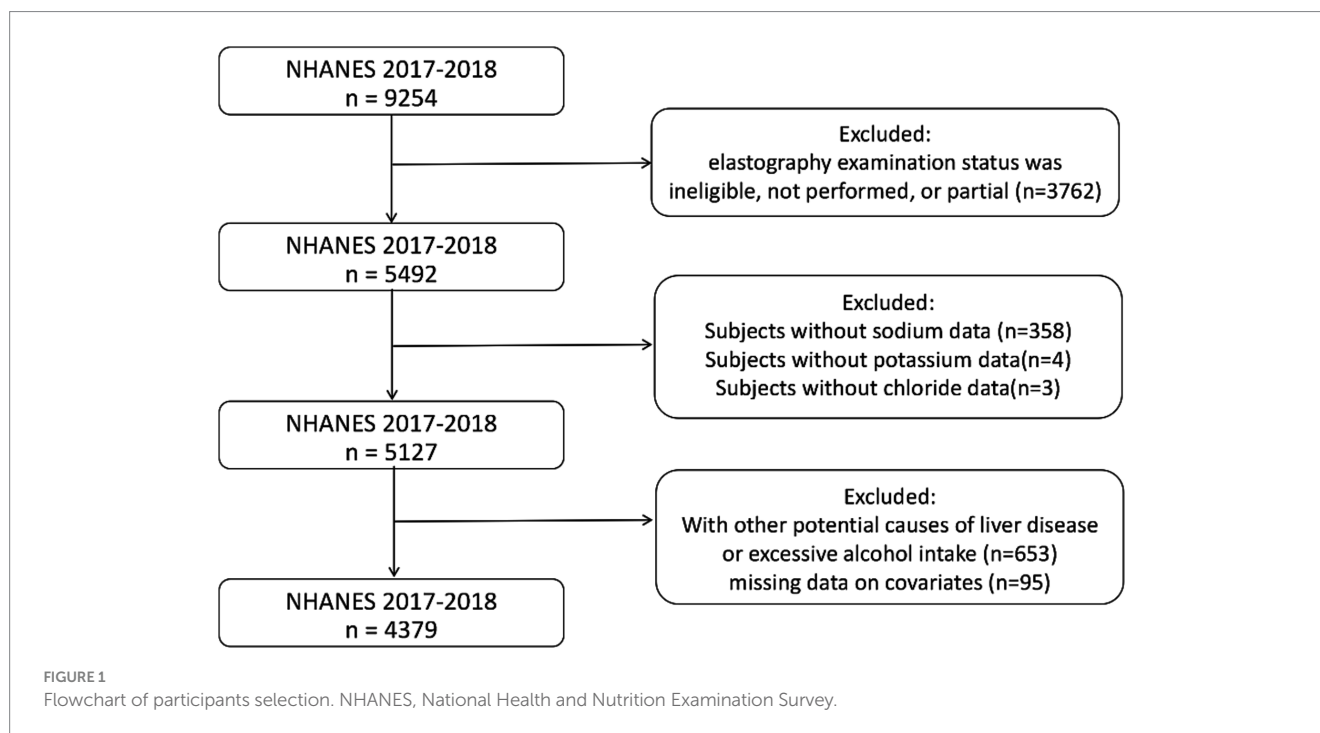 NHANES 2017-2018
n = 9254
Excluded:
elastography examination status was
ineligible, not performed, or partial (n=3762)
NHANES 2017-2018
n = 5492
Excluded:
Subjects without sodium data (n=358)
Subjects without potassium data(n=4)
Subjects without chloride data(n=3)
NHANES 2017-2018
n = 5127
Excluded:
With other potential causes of liver disease
or excessive alcohol intake (n=653)
missing data on covariates (n=95)
NHANES 2017-2018
n = 4379
FIGURE 1
Flowchart of participants selection. NHANES, National Health and Nutrition Examination Survey.